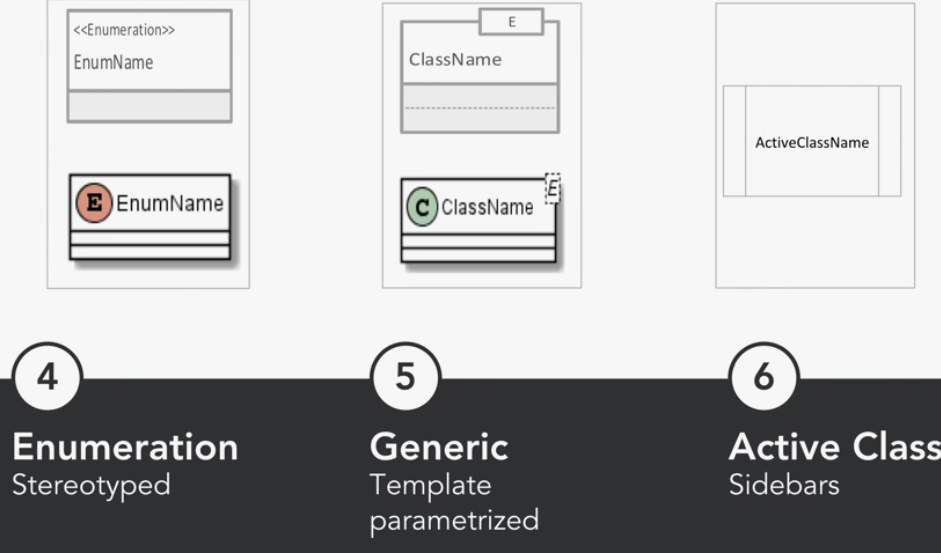 <<Enumeration>>
EnumName
E EnumName
E
ClassName
E
C ClassName
ActiveClassName
4
Enumeration
Stereotyped
5
Generic
Template
parametrized
6
Active Class
Sidebars